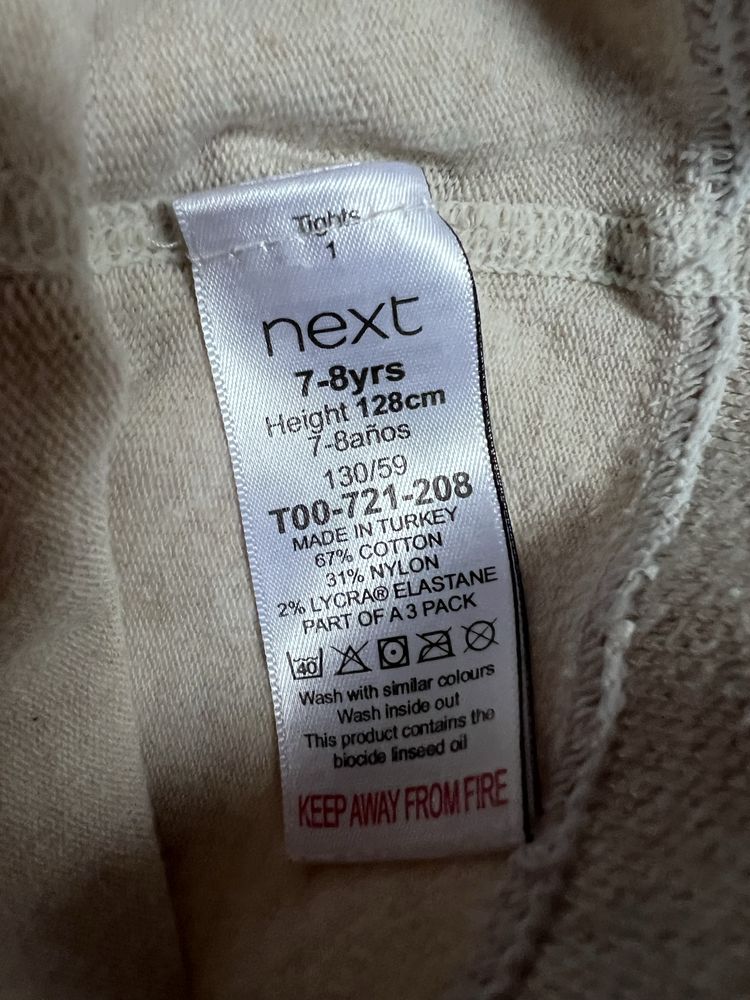 Tights
1
next
7-8yrs
Height 128cm
7-8años
130/59
T00-721-208
MADE IN TURKEY
67% COTTON
31% NYLON
2% LYCRA® ELASTANE
PART OF A 3 PACK
40
Wash with similar colours
Wash inside out
This product contains the
biocide linseed oil
KEEP AWAY FROM FIRE